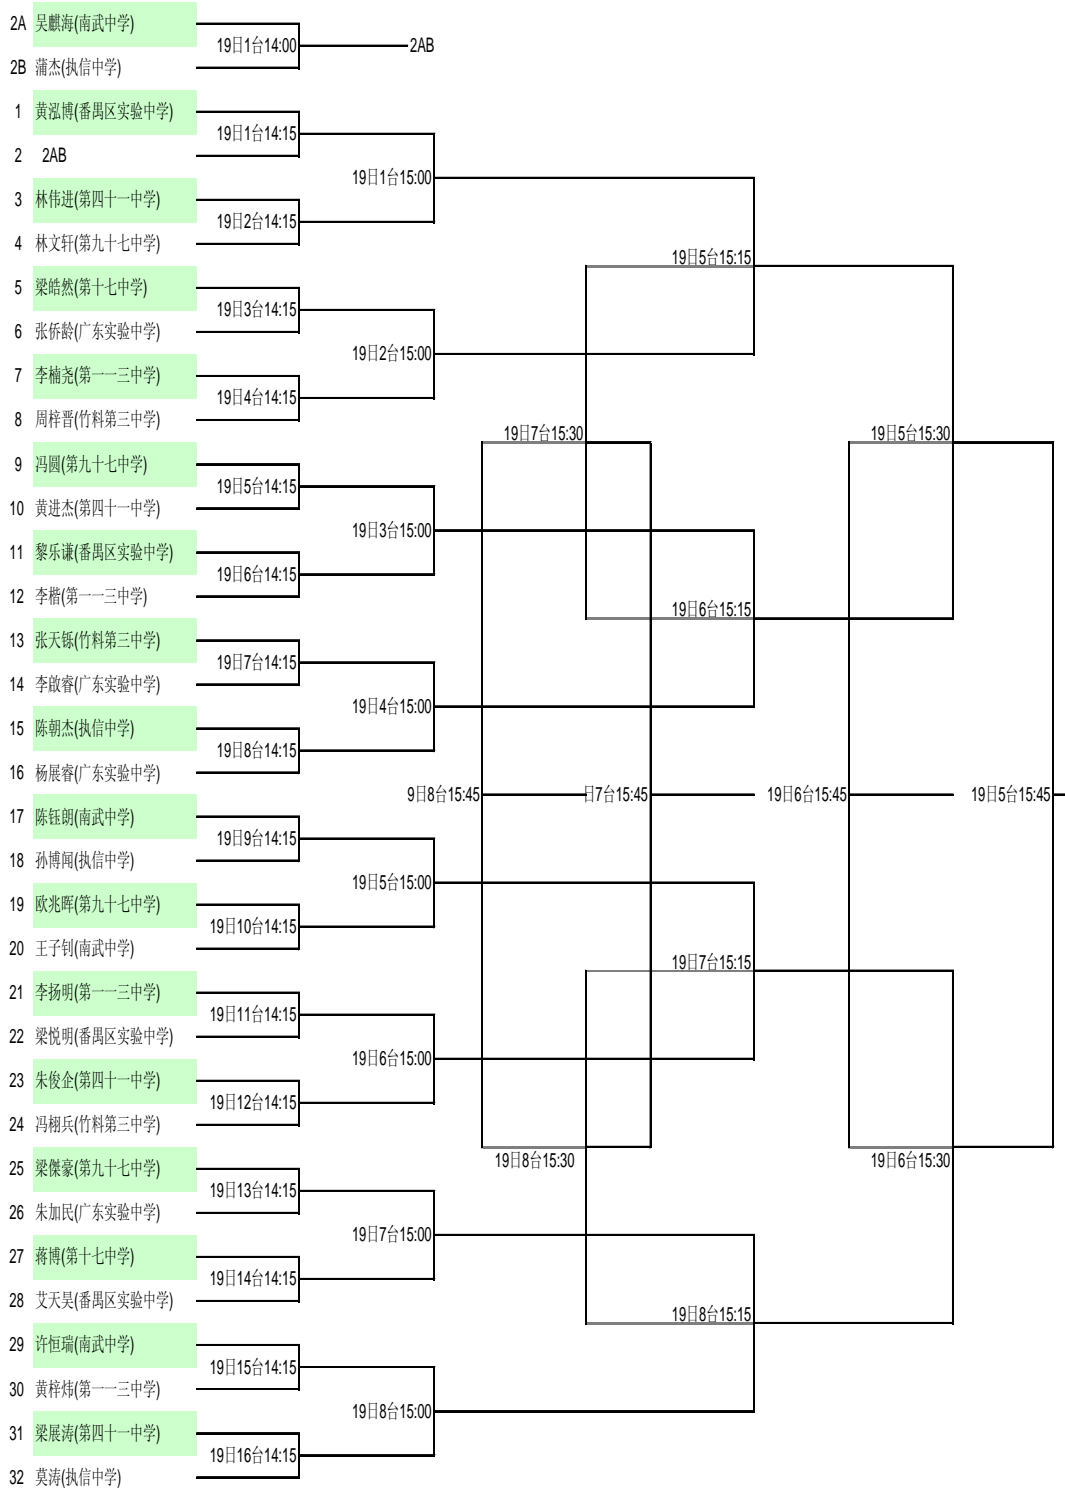 2A 吴麒海(南武中学)
19日1台14:00 2AB
2B 蒲杰(执信中学)
1 黄泓博(番禺区实验中学)
19日1台14:15
2 2AB
19日1台15:00
3 林伟进(第四十一中学)
19日2台14:15
4 林文轩(第九十七中学)
19日5台15:15
5 梁皓然(第十七中学)
19日3台14:15
6 张侨龄(广东实验中学)
19日2台15:00
7 李楠尧(第一一三中学)
19日4台14:15
8 周梓晋(竹料第三中学)
19日7台15:30 19日5台15:30
9 冯圆(第九十七中学)
19日5台14:15
10 黄进杰(第四十一中学)
19日3台15:00
11 黎乐谦(番禺区实验中学)
19日6台14:15
12 李楷(第一一三中学)
19日6台15:15
13 张天铄(竹料第三中学)
19日7台14:15
14 李啟睿(广东实验中学)
19日4台15:00
15 陈朝杰(执信中学)
19日8台14:15
16 杨展睿(广东实验中学)
9日8台15:45 日7台15:45 19日6台15:45 19日5台15:45
17 陈钰朗(南武中学)
19日9台14:15
18 孙博闻(执信中学)
19日5台15:00
19 欧兆晖(第九十七中学)
19日10台14:15
20 王子钊(南武中学)
19日7台15:15
21 李扬明(第一一三中学)
19日11台14:15
22 梁悦明(番禺区实验中学)
19日6台15:00
23 朱俊企(第四十一中学)
19日12台14:15
24 冯栩兵(竹料第三中学)
19日8台15:30 19日6台15:30
25 梁傑豪(第九十七中学)
19日13台14:15
26 朱加民(广东实验中学)
19日7台15:00
27 蒋博(第十七中学)
19日14台14:15
28 艾天昊(番禺区实验中学)
19日8台15:15
29 许恒瑞(南武中学)
19日15台14:15
30 黄梓炜(第一一三中学)
19日8台15:00
31 梁展涛(第四十一中学)
19日16台14:15
32 莫涛(执信中学)